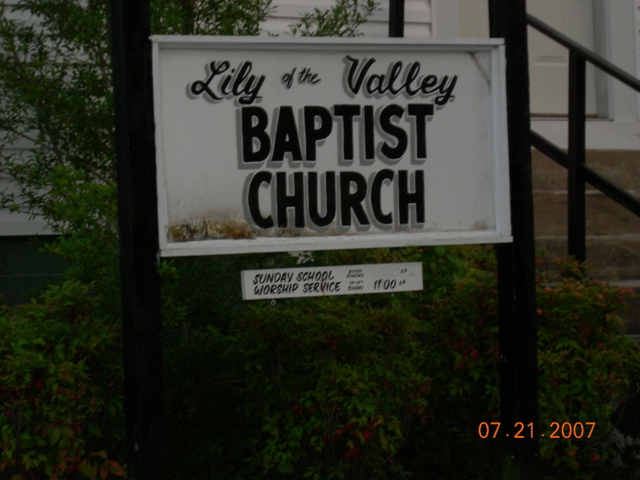 Lily of the Valley
BAPTIST
CHURCH
SUNDAY SCHOOL
WORSHIP SERVICE 11:00
07.21.2007